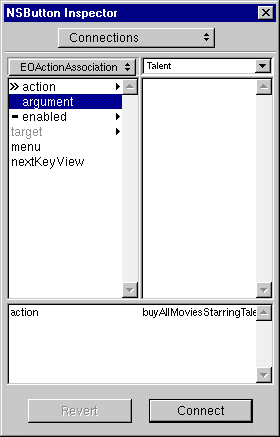 NSButton Inspector
Connections
EOActionAssociation
Talent
action
argument
enabled
target
menu
nextKeyView
action buyAllMoviesStarringTale
Revert Connect